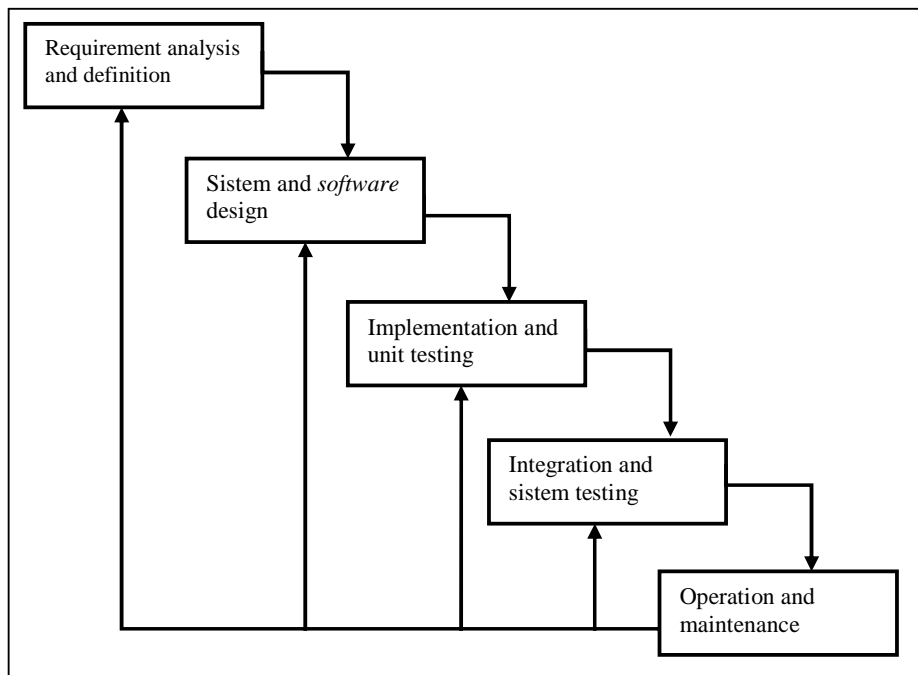 Requirement analysis
and definition
Sistem and software
design
Implementation and
unit testing
Integration and
sistem testing
Operation and
maintenance